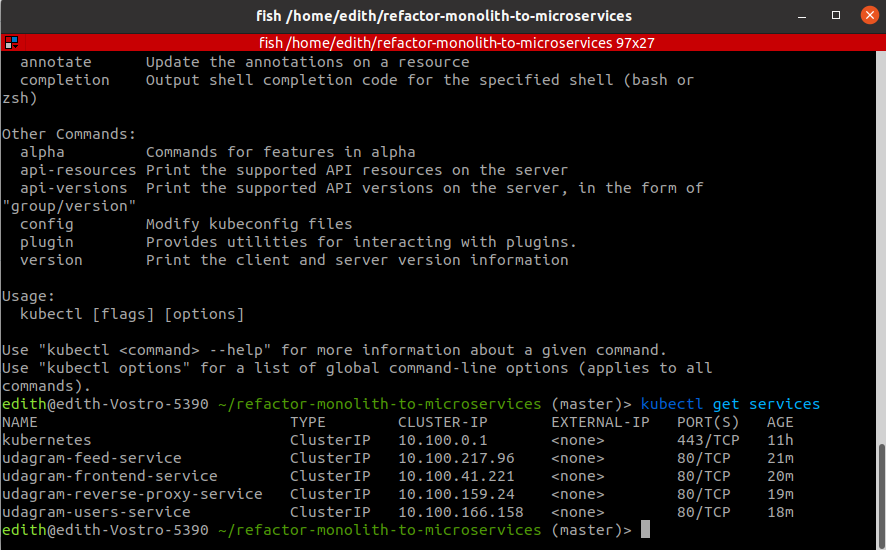 fish /home/edith/refactor-monolith-to-microservices
fish /home/edith/refactor-monolith-to-microservices 97x27
  annotate      Update the annotations on a resource
  completion    Output shell completion code for the specified shell (bash or
zsh)

Other Commands:
  alpha         Commands for features in alpha
  api-resources Print the supported API resources on the server
  api-versions  Print the supported API versions on the server, in the form of
"group/version"
  config        Modify kubeconfig files
  plugin        Provides utilities for interacting with plugins.
  version       Print the client and server version information

Usage:
  kubectl [flags] [options]

Use "kubectl <command> --help" for more information about a given command.
Use "kubectl options" for a list of global command-line options (applies to all
commands).
edith@edith-Vostro-5390 ~/refactor-monolith-to-microservices (master)> kubectl get services
NAME                            TYPE        CLUSTER-IP       EXTERNAL-IP   PORT(S)   AGE
kubernetes                      ClusterIP   10.100.0.1       <none>        443/TCP   11h
udagram-feed-service            ClusterIP   10.100.217.96    <none>        80/TCP    21m
udagram-frontend-service        ClusterIP   10.100.41.221    <none>        80/TCP    20m
udagram-reverse-proxy-service   ClusterIP   10.100.159.24    <none>        80/TCP    19m
udagram-users-service           ClusterIP   10.100.166.158   <none>        80/TCP    18m
edith@edith-Vostro-5390 ~/refactor-monolith-to-microservices (master)>